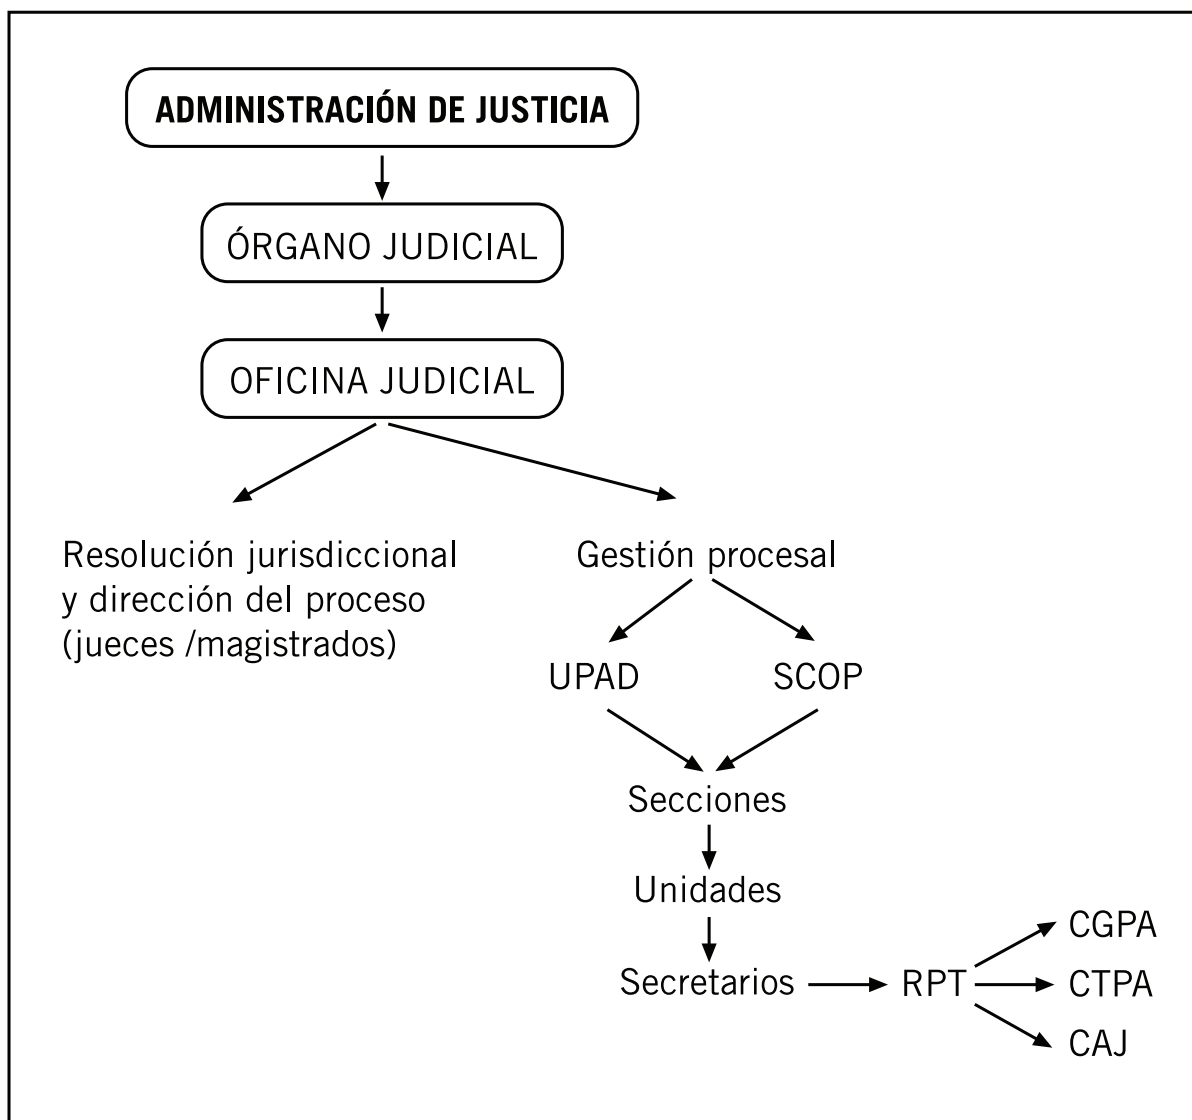 ADMINISTRACIÓN DE JUSTICIA
ÓRGANO JUDICIAL
OFICINA JUDICIAL
Resolución jurisdiccional
y dirección del proceso
(jueces /magistrados)
Gestión procesal
UPAD
SCOP
Secciones
Unidades
Secretarios
RPT
CGPA
CTPA
CAJ